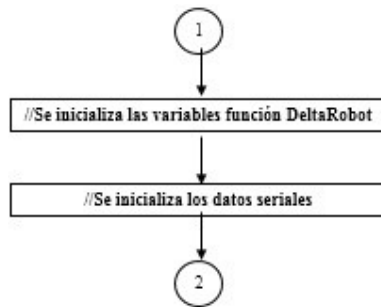 1
//Se inicializa las variables función DeltaRobot
//Se inicializa los datos seriales
2